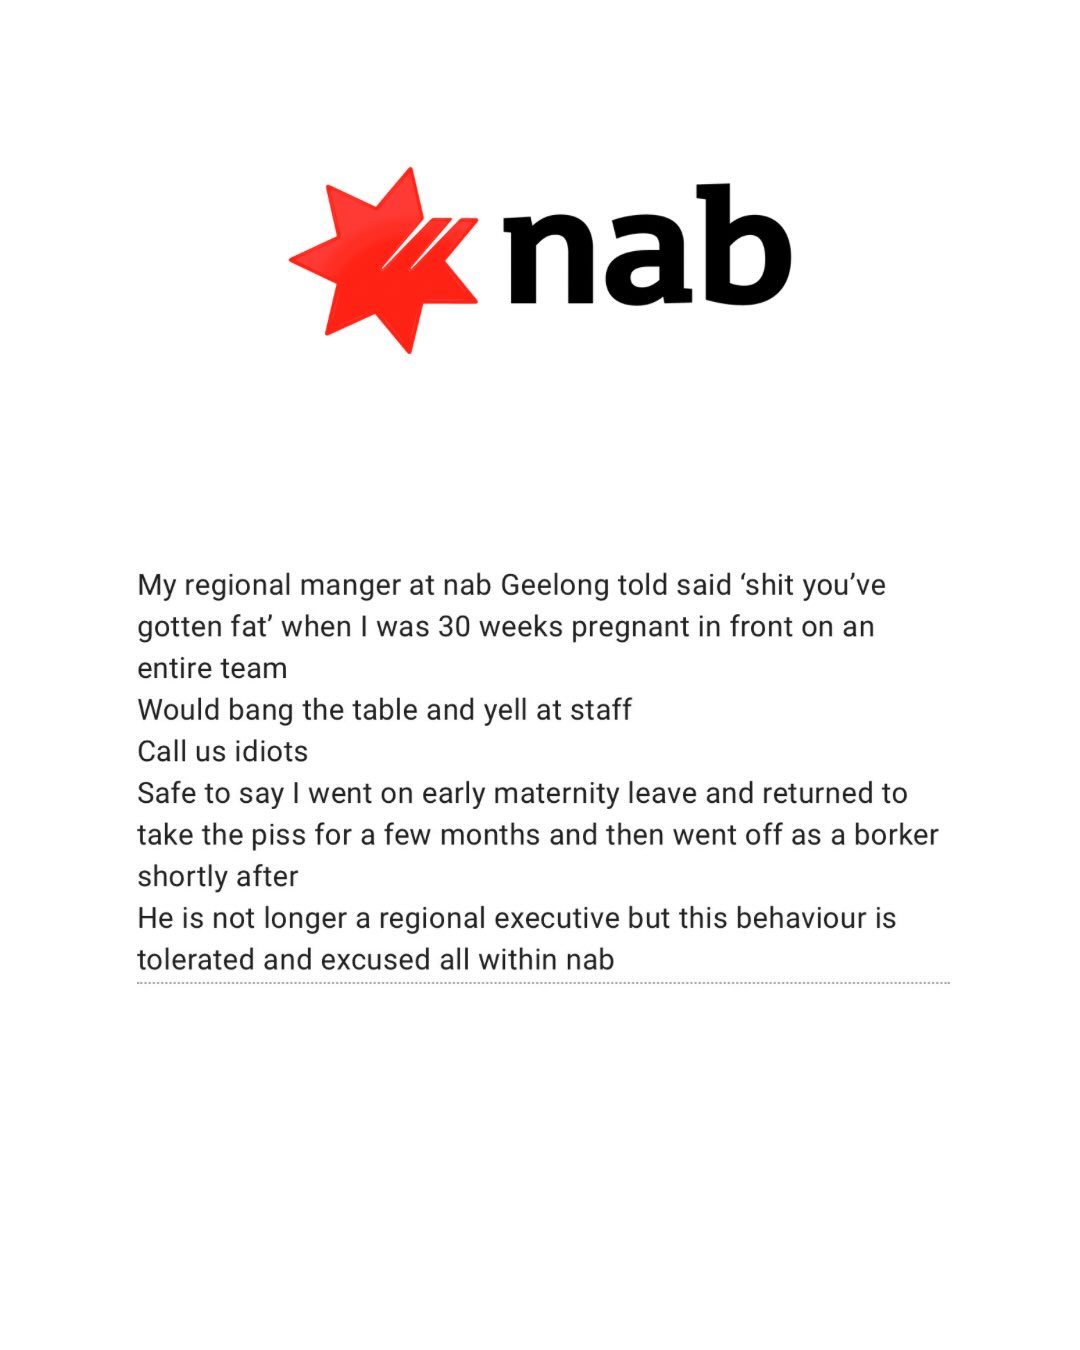 nab
My regional manger at nab Geelong told said ‘shit you’ve
gotten fat’ when I was 30 weeks pregnant in front on an
entire team
Would bang the table and yell at staff
Call us idiots
Safe to say I went on early maternity leave and returned to
take the piss for a few months and then went off as a borker
shortly after
He is not longer a regional executive but this behaviour is
tolerated and excused all within nab